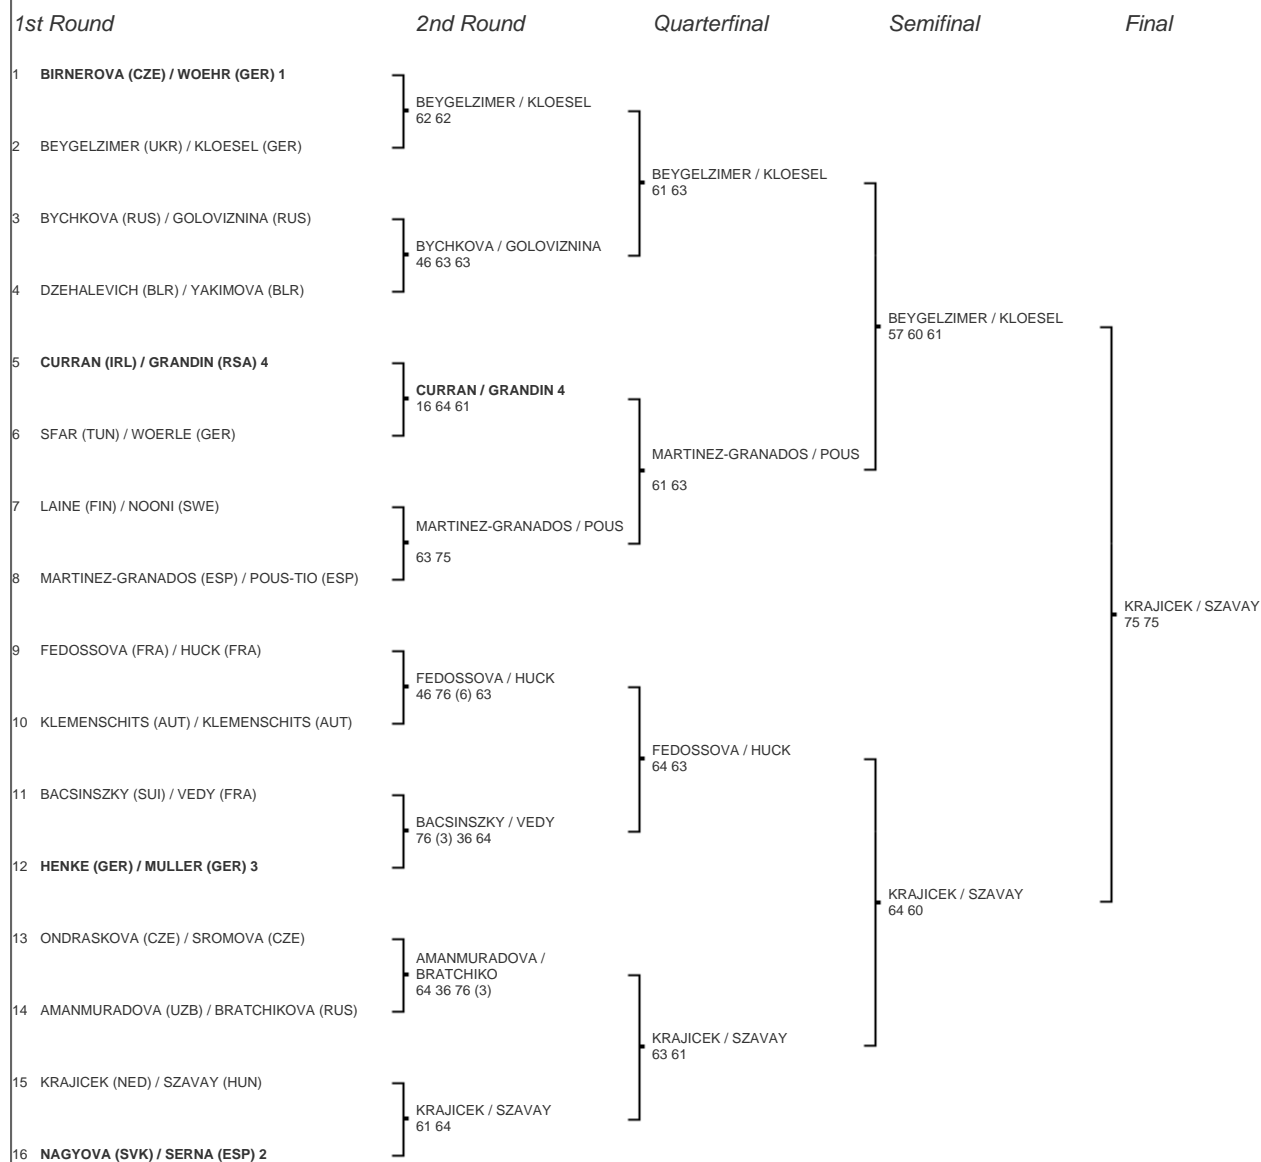 1st Round
2nd Round
Quarterfinal
Semifinal
Final
1 BIRNEROVA (CZE) / WOEHR (GER) 1
BEYGELZIMER / KLOESEL
62 62
2 BEYGELZIMER (UKR) / KLOESEL (GER)
BEYGELZIMER / KLOESEL
61 63
3 BYCHKOVA (RUS) / GOLOVIZNINA (RUS)
BYCHKOVA / GOLOVIZNINA
46 63 63
4 DZEHALEVICH (BLR) / YAKIMOVA (BLR)
BEYGELZIMER / KLOESEL
57 60 61
5 CURRAN (IRL) / GRANDIN (RSA) 4
CURRAN / GRANDIN 4
16 64 61
6 SFAR (TUN) / WOERLE (GER)
MARTINEZ-GRANADOS / POUS
61 63
7 LAINE (FIN) / NOONI (SWE)
MARTINEZ-GRANADOS / POUS
63 75
8 MARTINEZ-GRANADOS (ESP) / POUS-TIO (ESP)
KRAJICEK / SZAVAY
75 75
9 FEDOSSOVA (FRA) / HUCK (FRA)
FEDOSSOVA / HUCK
46 76 (6) 63
10 KLEMENSCHITS (AUT) / KLEMENSCHITS (AUT)
FEDOSSOVA / HUCK
64 63
11 BACSINSZKY (SUI) / VEDY (FRA)
BACSINSZKY / VEDY
76 (3) 36 64
12 HENKE (GER) / MULLER (GER) 3
KRAJICEK / SZAVAY
64 60
13 ONDRASKOVA (CZE) / SROMOVA (CZE)
AMANMURADOVA /
BRATCHIKO
64 36 76 (3)
14 AMANMURADOVA (UZB) / BRATCHIKOVA (RUS)
KRAJICEK / SZAVAY
63 61
15 KRAJICEK (NED) / SZAVAY (HUN)
KRAJICEK / SZAVAY
61 64
16 NAGYOVA (SVK) / SERNA (ESP) 2